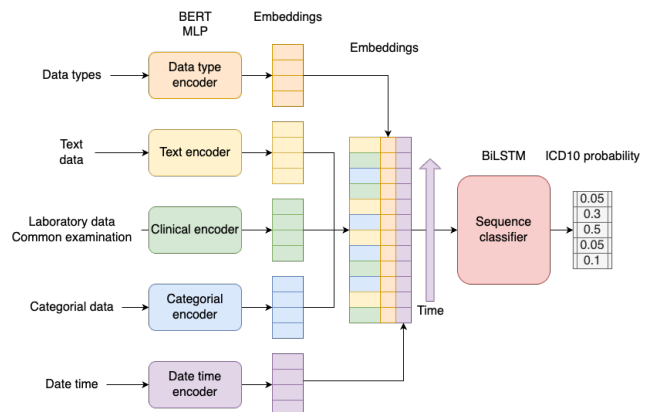 BERT
MLP
Embeddings
Embeddings
Data types
Data type
encoder
Text
data
Text encoder
BiLSTM
ICD10 probability
Laboratory data
Common examination
Clinical encoder
Sequence
classifier
0.05
0.3
0.5
0.05
0.1
Categorial data
Categorial
encoder
Time
Date time
Date time
encoder